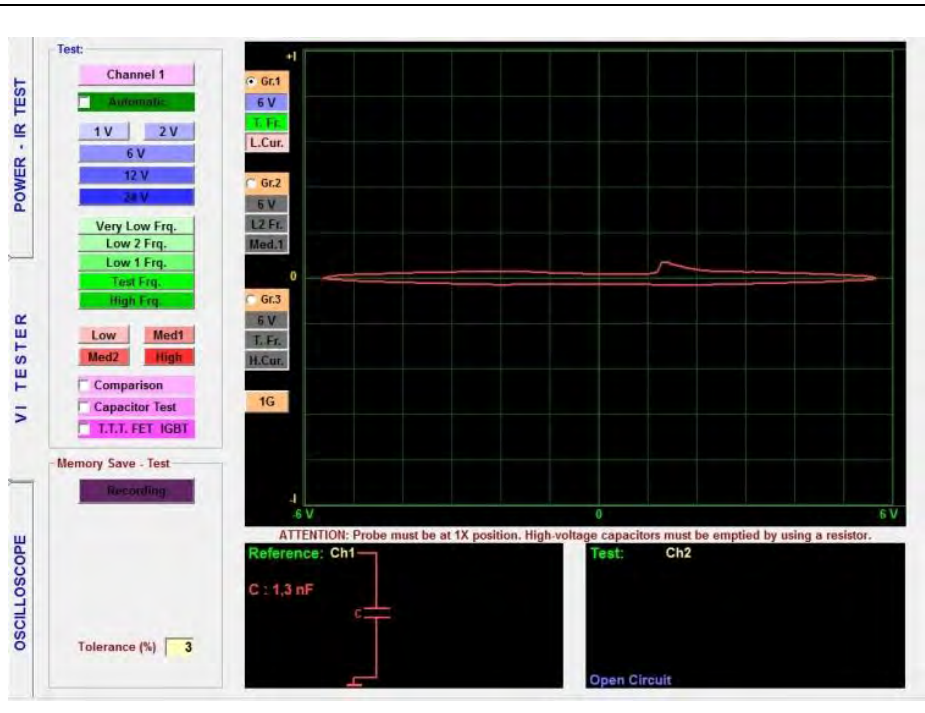 POWER - IR TEST
VI TESTER
OSCILLOSCOPE
Test:
Channel 1
Automatic
1 V
2 V
6 V
12 V
24 V
Very Low Frq.
Low 2 Frq.
Low 1 Frq.
Test Frq.
High Frq.
Low
Med1
Med2
High
Comparison
Capacitor Test
T.T.T. FET IGBT
Memory Save - Test
Recording
Tolerance (%)
3
Gr.1
6 V
T. Fr.
L.Cur.
Gr.2
6 V
L2 Fr.
Med.1
Gr.3
6 V
T. Fr.
H.Cur.
1G
+I
0
-I
-6 V
0
6 V
ATTENTION: Probe must be at 1X position. High-voltage capacitors must be emptied by using a resistor.
Reference: Ch1
C : 1,3 nF
C
Test: Ch2
Open Circuit